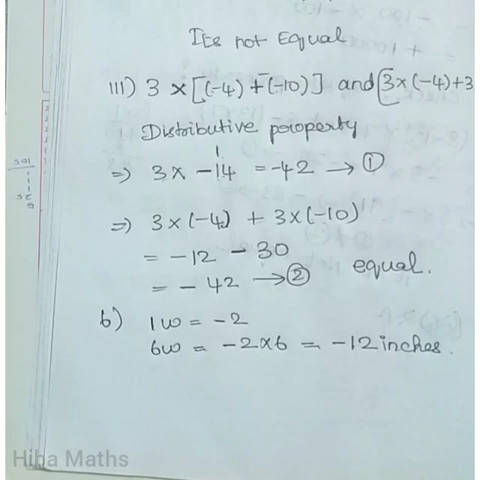 Its not Equal
III) 3 × [(-4) + (-10)] and [3×(-4)+3
Distributive property
⇒ 3× -14 = -42 → ①
⇒ 3×(-4) + 3×(-10)
= -12 - 30
= - 42 → ② equal.
6) 1w = -2
6w = -2×6 = -12 inches.
Hiba Maths